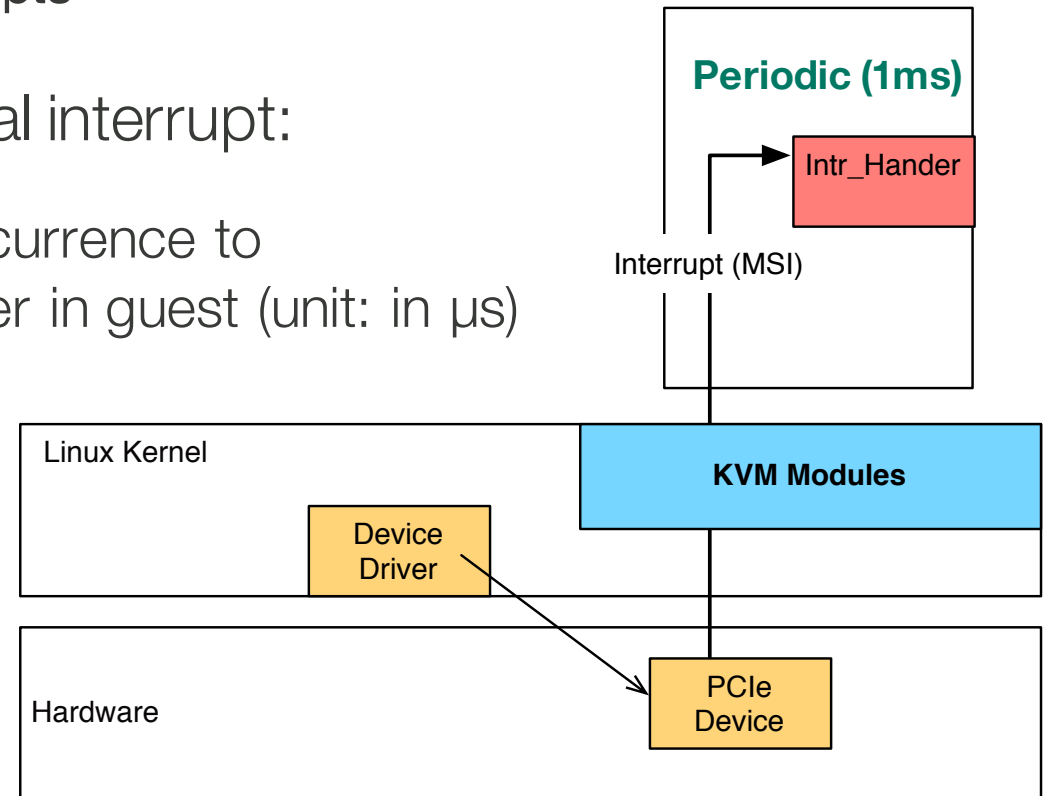 al interrupt:
currence to
er in guest (unit: in µs)
Periodic (1ms)
Intr_Hander
Interrupt (MSI)
Linux Kernel
KVM Modules
Device
Driver
Hardware
PCIe
Device